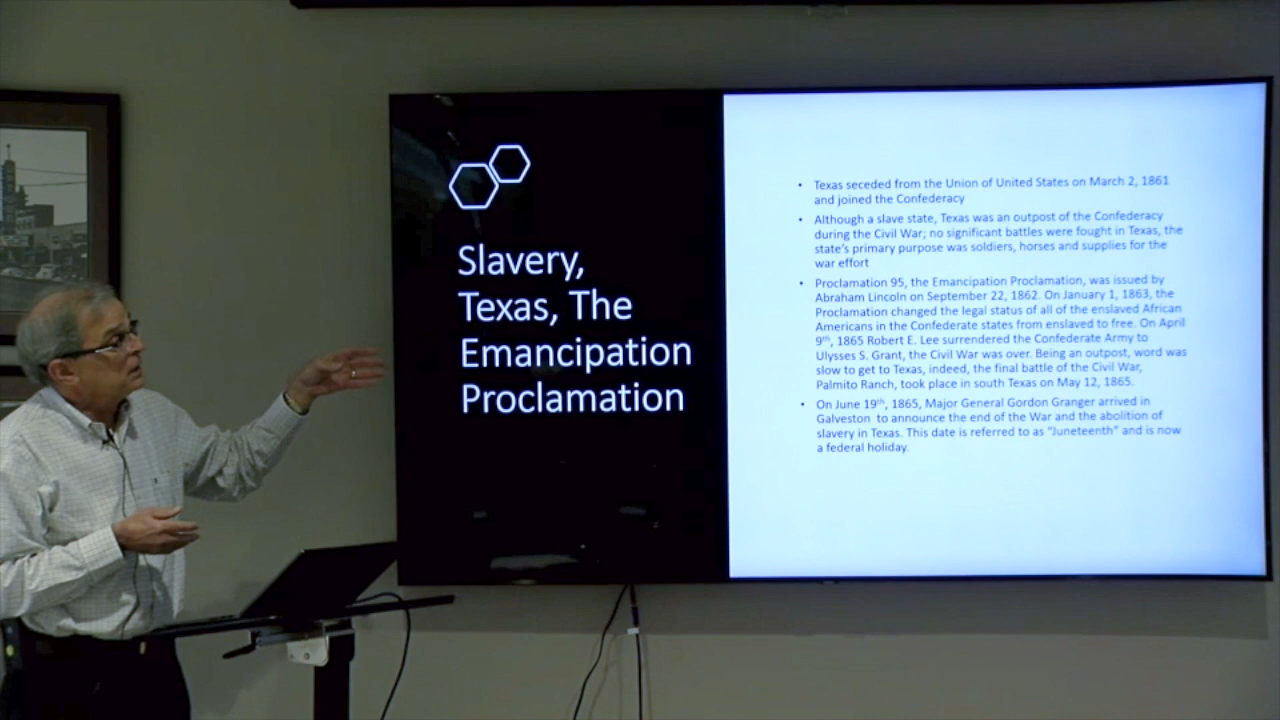 Slavery,
Texas, The
Emancipation
Proclamation
• Texas seceded from the Union of United States on March 2, 1861
and joined the Confederacy
• Although a slave state, Texas was an outpost of the Confederacy
during the Civil War; no significant battles were fought in Texas, the
state's primary purpose was soldiers, horses and supplies for the
war effort
• Proclamation 95, the Emancipation Proclamation, was issued by
Abraham Lincoln on September 22, 1862. On January 1, 1863, the
Proclamation changed the legal status of all of the enslaved African
Americans in the Confederate states from enslaved to free. On April
9th, 1865 Robert E. Lee surrendered the Confederate Army to
Ulysses S. Grant, the Civil War was over. Being an outpost, word was
slow to get to Texas, indeed, the final battle of the Civil War,
Palmito Ranch, took place in south Texas on May 12, 1865.
• On June 19th, 1865, Major General Gordon Granger arrived in
Galveston to announce the end of the War and the abolition of
slavery in Texas. This date is referred to as "Juneteenth" and is now
a federal holiday.